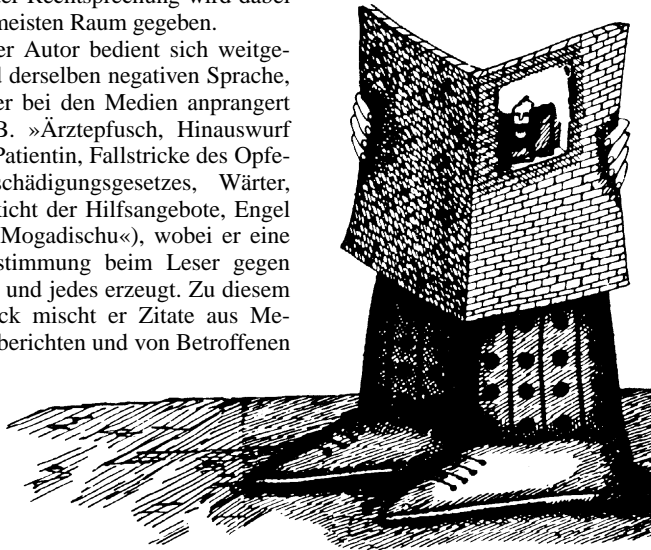 er Rechtsprechung wird dabei
meisten Raum gegeben.
er Autor bedient sich weitge-
d derselben negativen Sprache,
er bei den Medien anprangert
B. »Ärztepfusch, Hinauswurf
Patientin, Fallstricke des Opfe-
schädigungsgesetzes, Wärter,
kicht der Hilfsangebote, Engel
Mogadischu«), wobei er eine
stimmung beim Leser gegen
und jedes erzeugt. Zu diesem
ck mischt er Zitate aus Me-
berichten und von Betroffenen